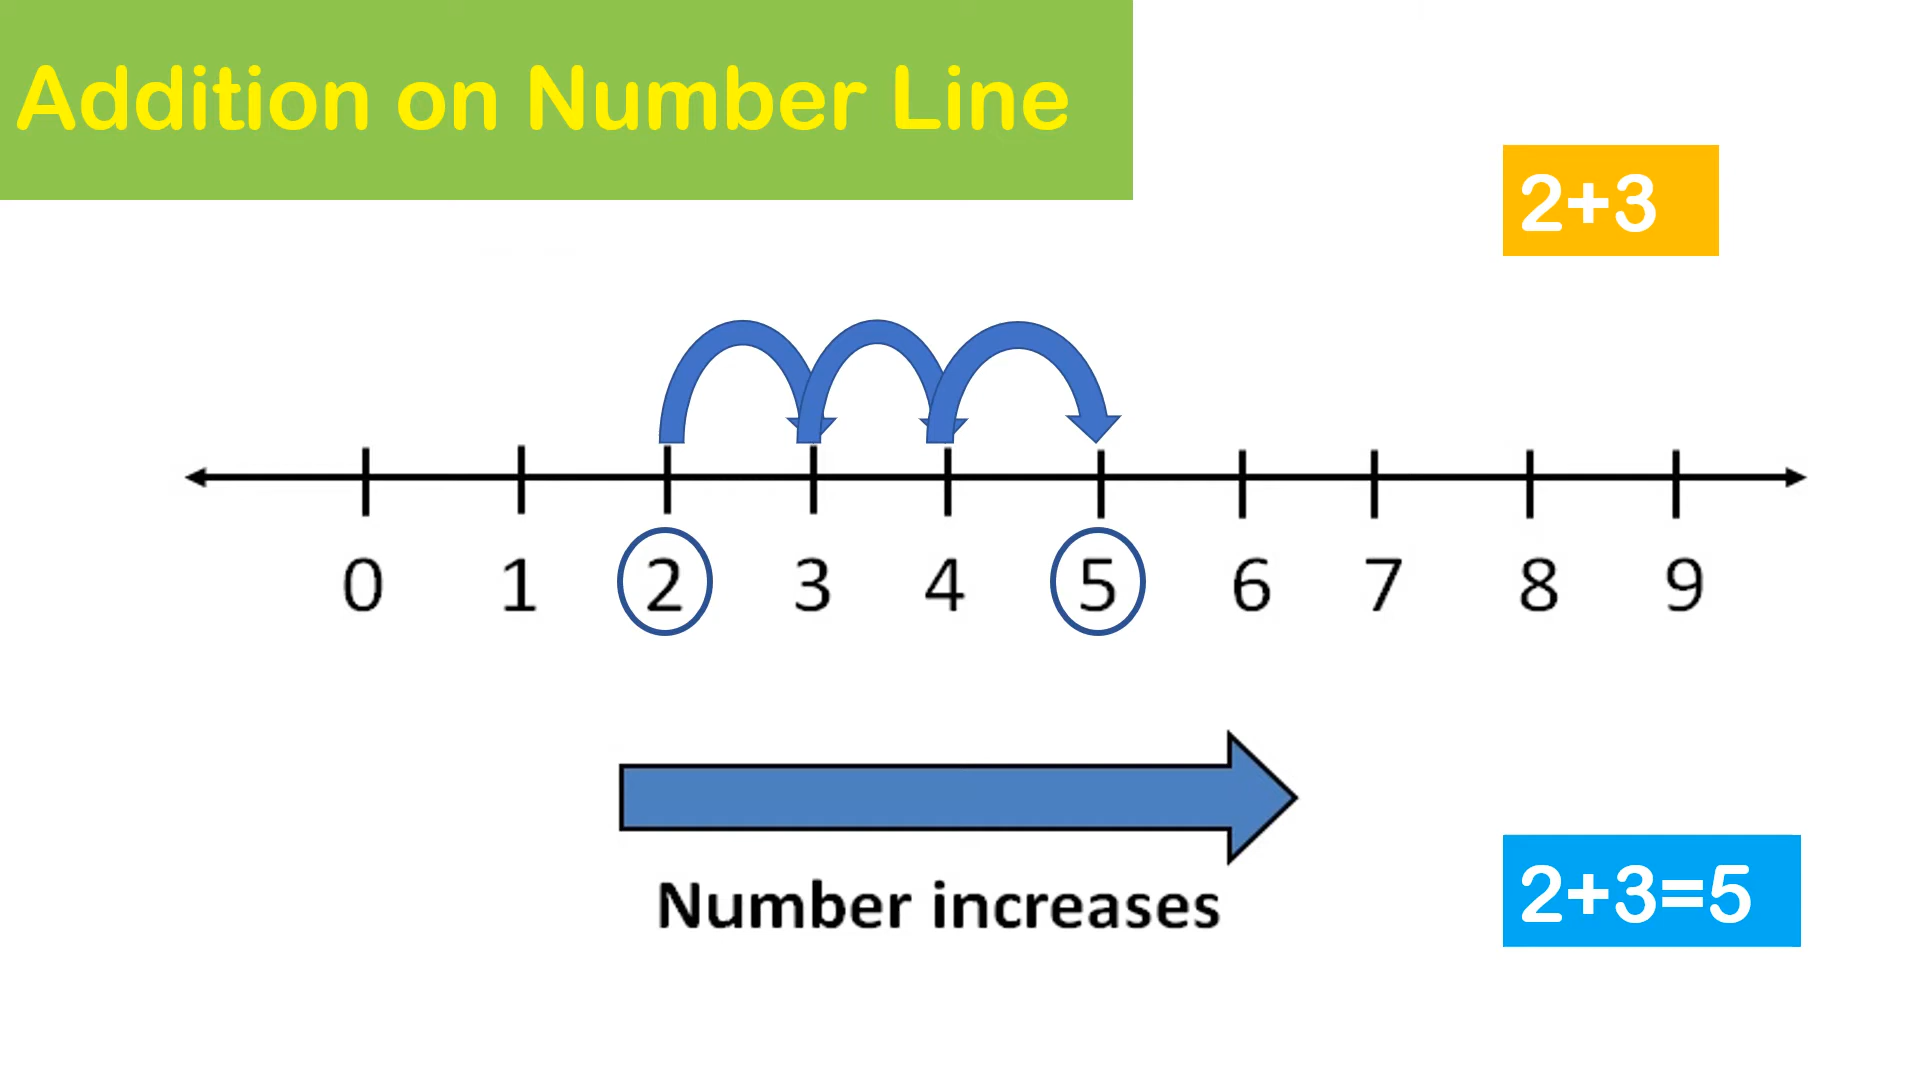 Addition on Number Line
2+3
0 1 2 3 4 5 6 7 8 9
Number increases
2+3=5